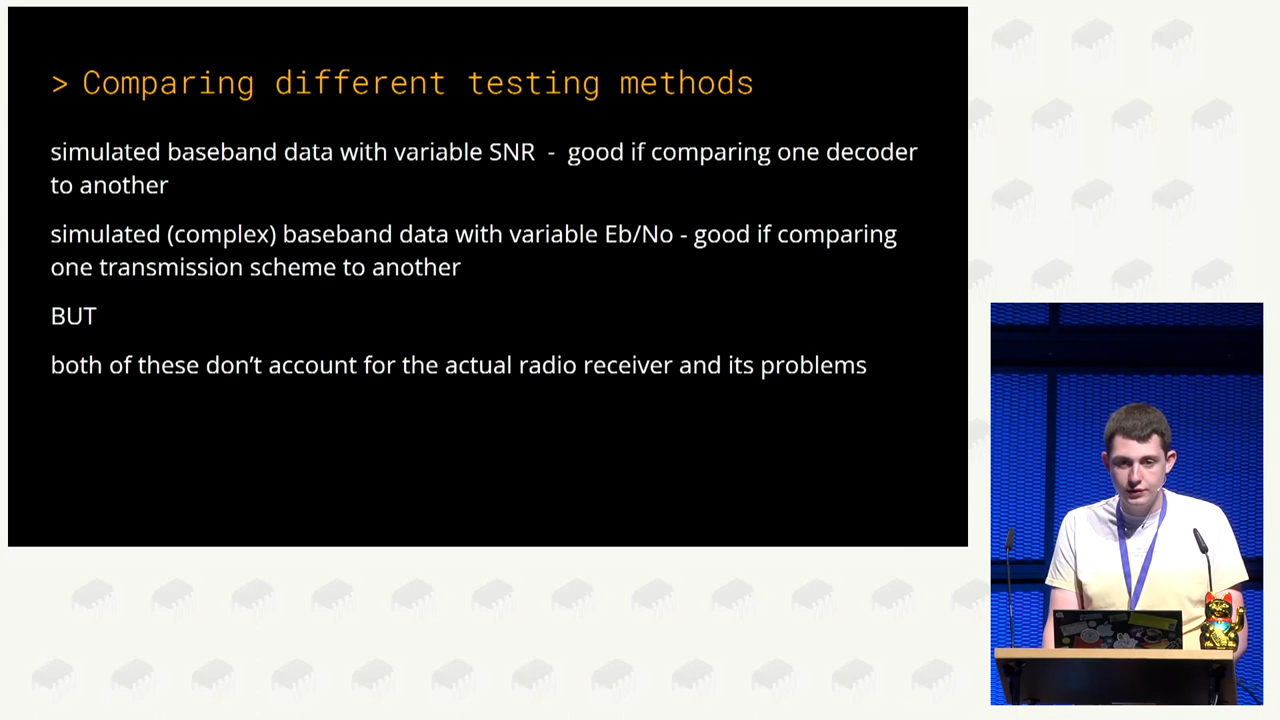 > Comparing different testing methods
simulated baseband data with variable SNR - good if comparing one decoder
to another
simulated (complex) baseband data with variable Eb/No - good if comparing
one transmission scheme to another
BUT
both of these don’t account for the actual radio receiver and its problems